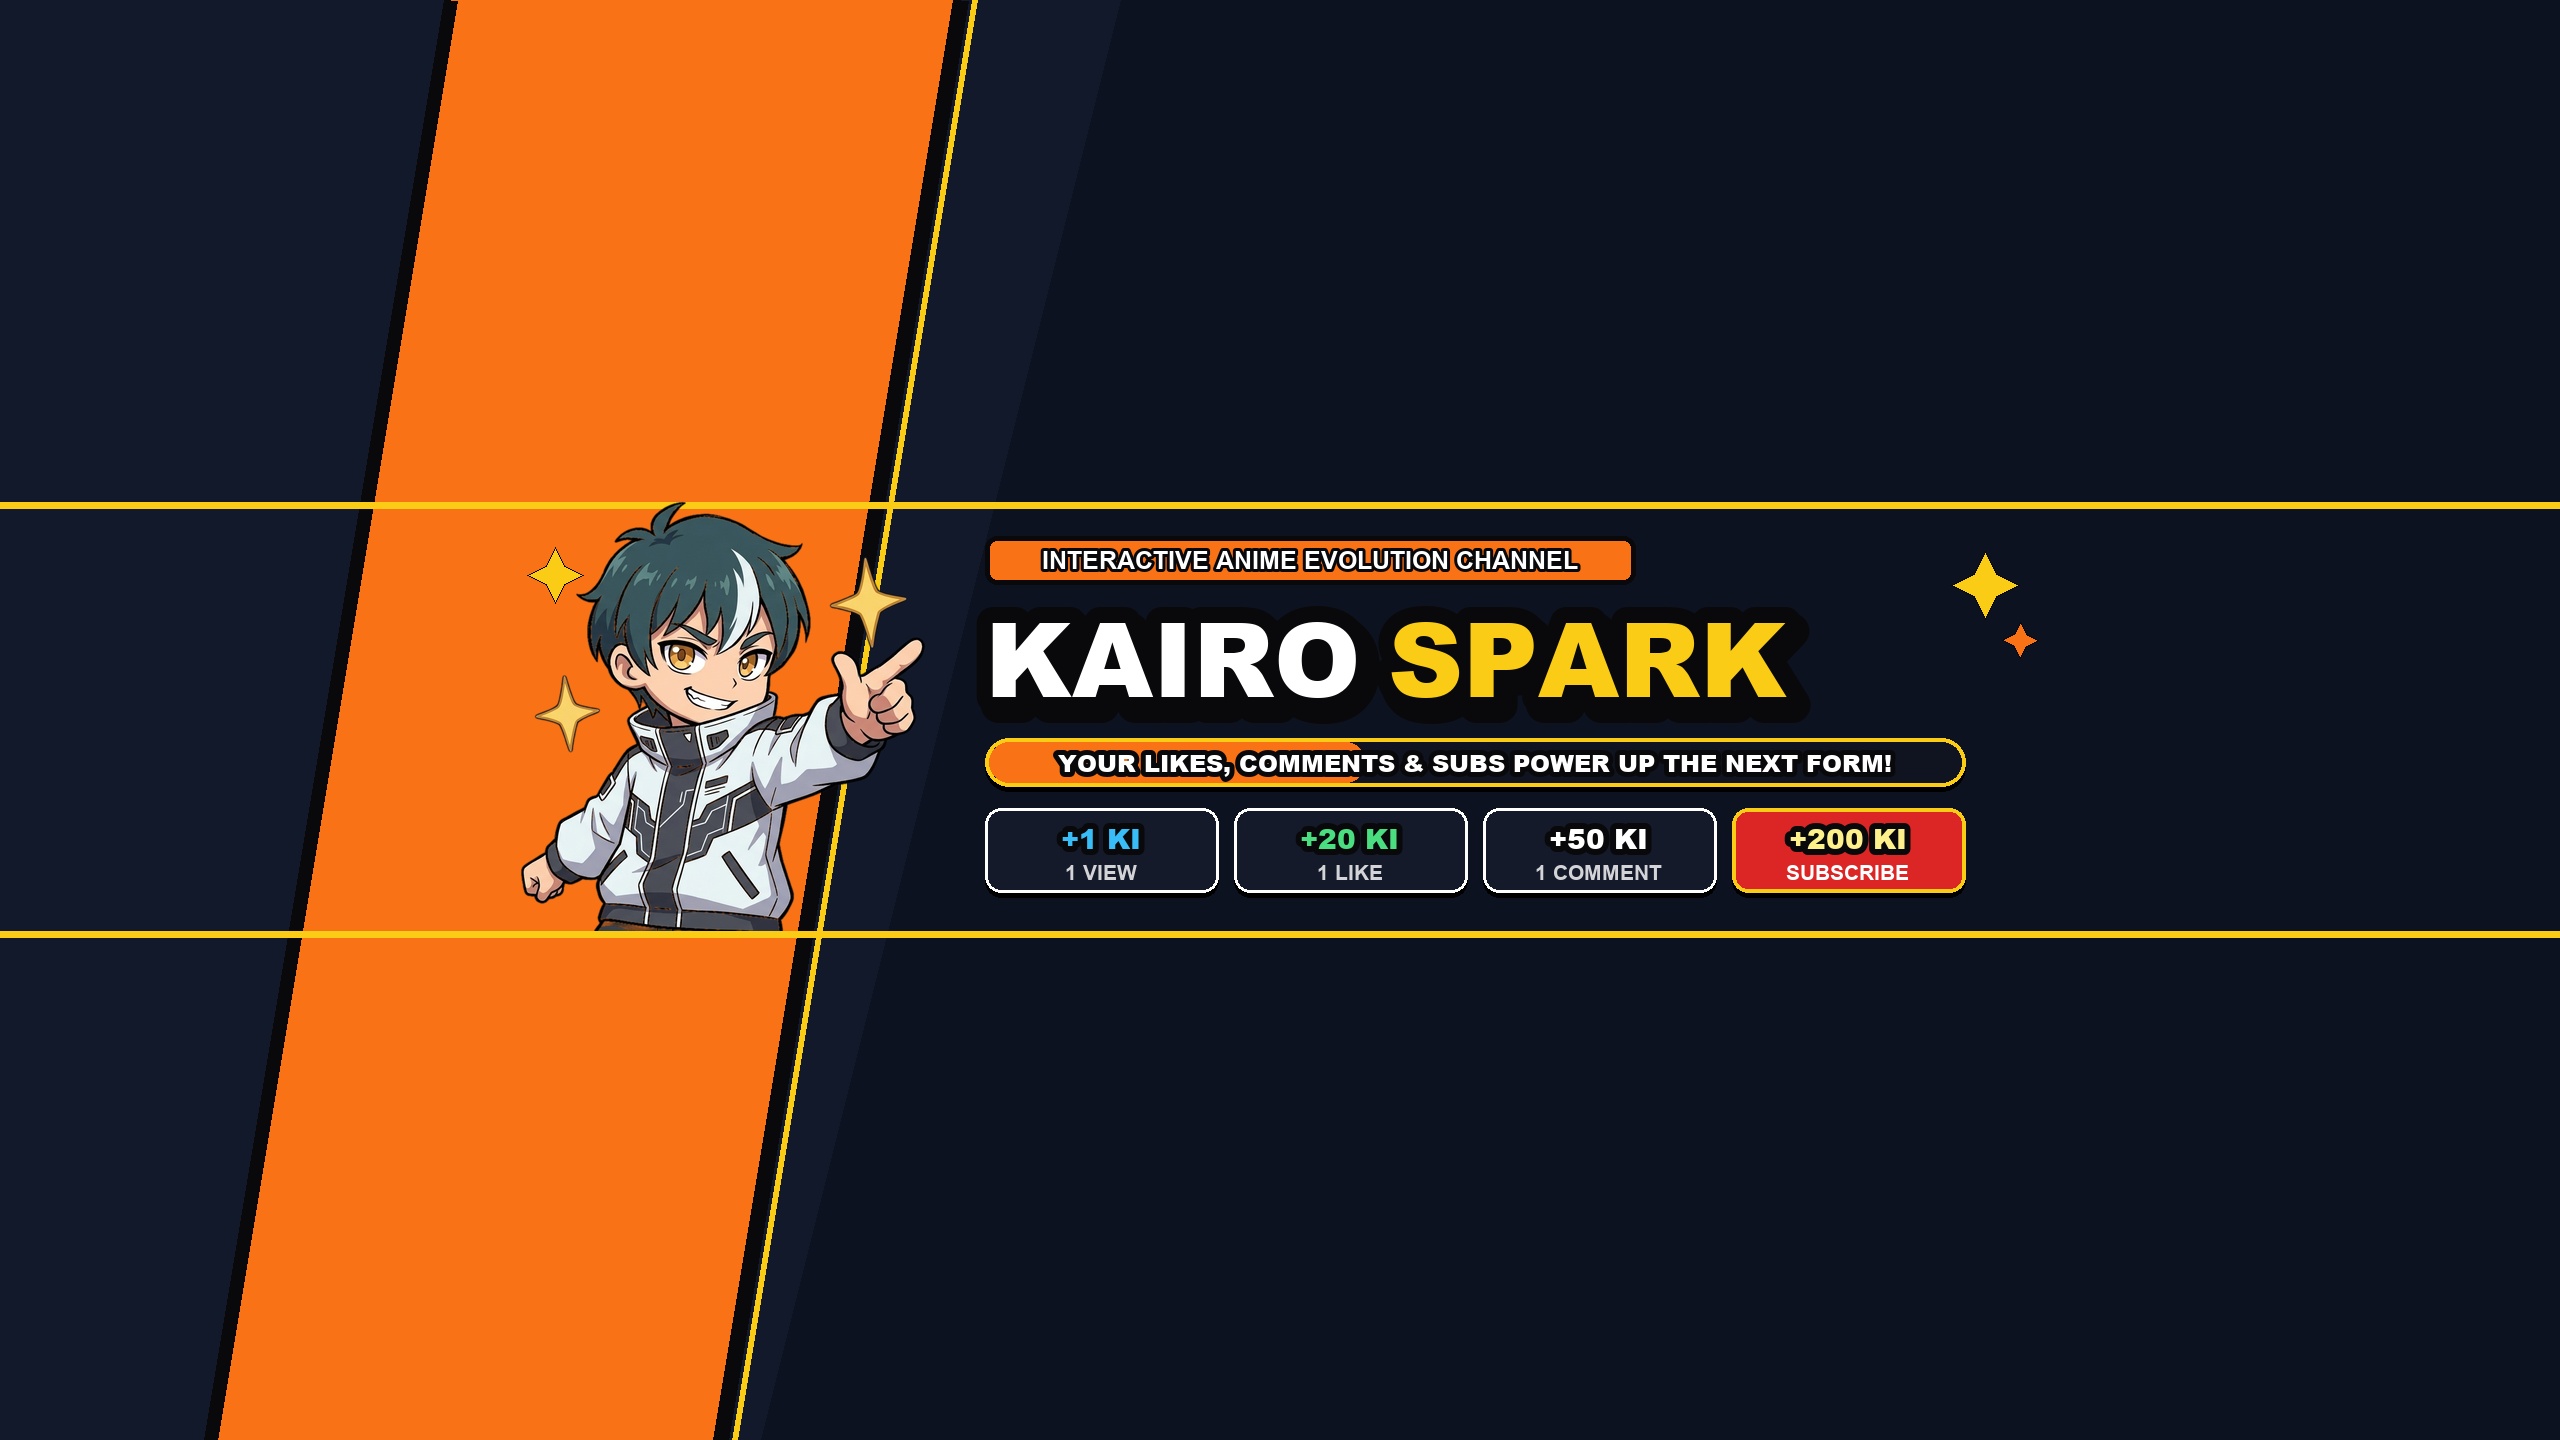 INTERACTIVE ANIME EVOLUTION CHANNEL
KAIRO SPARK
YOUR LIKES, COMMENTS & SUBS POWER UP THE NEXT FORM!
+1 KI
1 VIEW
+20 KI
1 LIKE
+50 KI
1 COMMENT
+200 KI
SUBSCRIBE